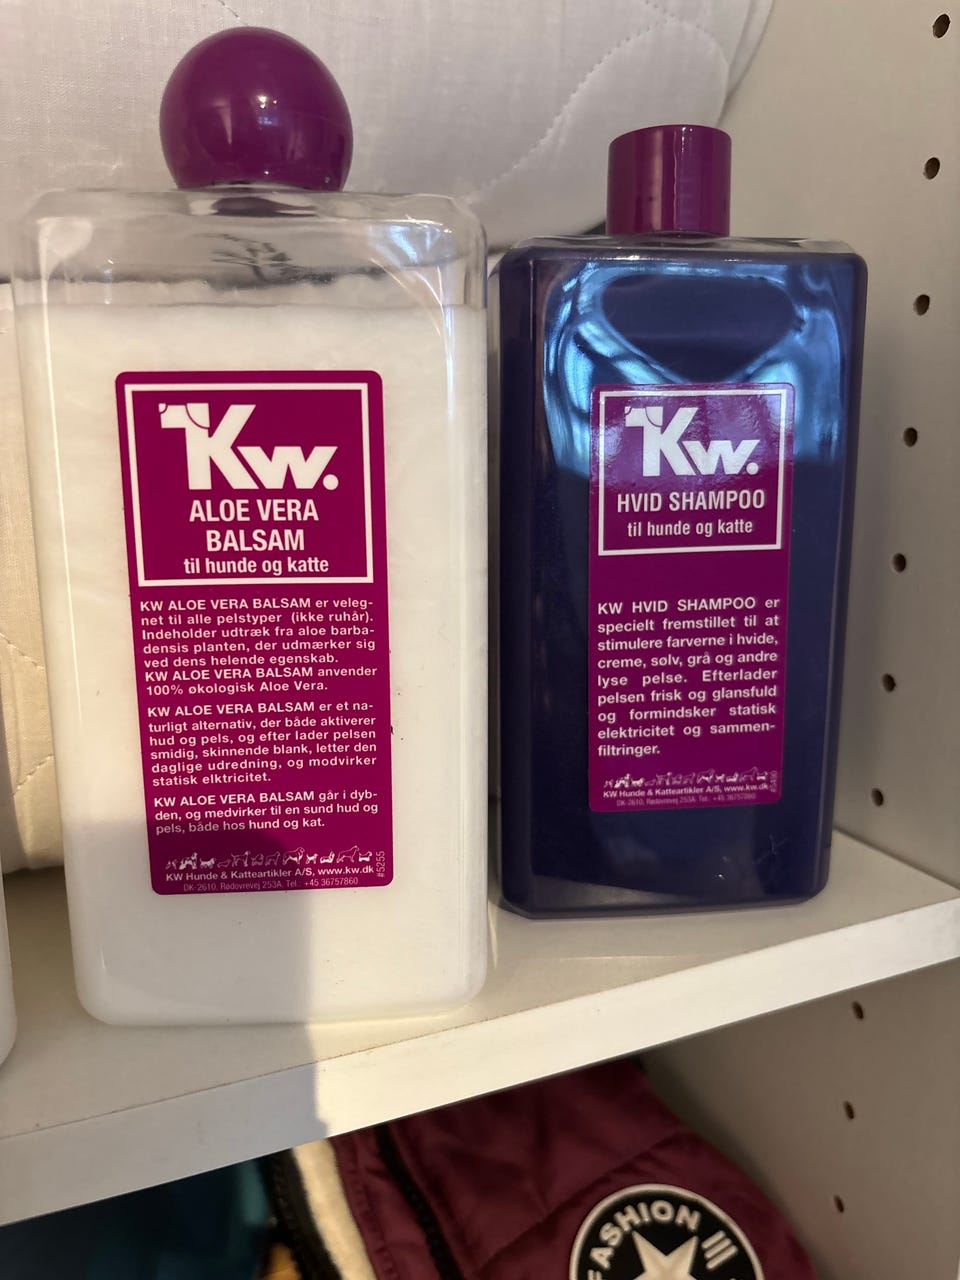 Kw.
ALOE VERA
BALSAM
til hunde og katte
KW ALOE VERA BALSAM er veleg-
net til alle pelstyper (ikke ruhår).
Indeholder udtræk fra aloe barba-
densis planten, der udmærker sig
ved dens helende egenskab.
KW ALOE VERA BALSAM anvender
100% økologisk Aloe Vera.
KW ALOE VERA BALSAM er et na-
turligt alternativ, der både aktiverer
hud og pels, og efter lader pelsen
smidig, skinnende blank, letter den
daglige udredning, og modvirker
statisk elktricitet.
KW ALOE VERA BALSAM går i dyb-
den, og medvirker til en sund hud og
pels, både hos hund og kat.
KW Hunde & Katteartikler A/S, www.kw.dk
DK-2610, Rødovrevej 253A, Tel.: +45 36757860
#5255
Kw.
HVID SHAMPOO
til hunde og katte
KW HVID SHAMPOO er
specielt fremstillet til at
stimulere farverne i hvide,
creme, sølv, grå og andre
lyse pelse. Efterlader
pelsen frisk og glansfuld
og formindsker statisk
elektricitet og sammen-
filtringer.
KW Hunde & Katteartikler A/S, www.kw.dk
DK-2610, Rødovrevej 253A, Tel.: +45 36757860
FASHION